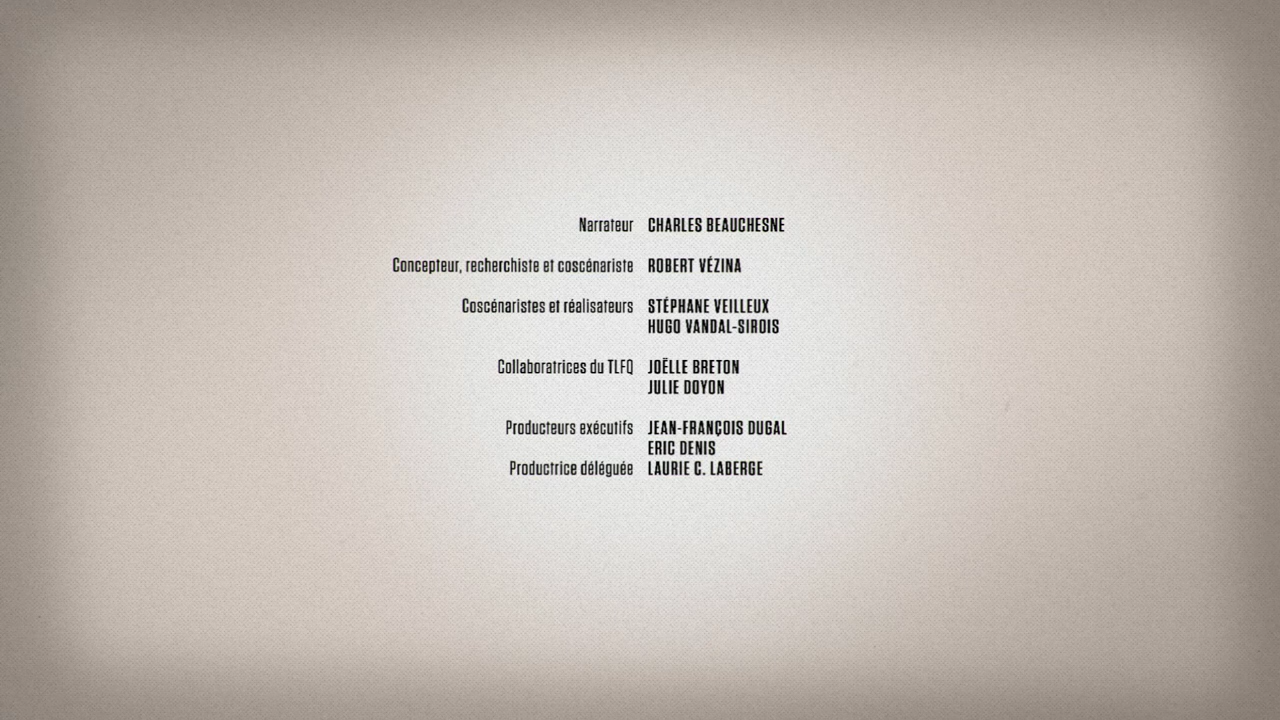 Narrateur CHARLES BEAUCHESNE
Concepteur, recherchiste et coscénariste ROBERT VÉZINA
Coscénaristes et réalisateurs STÉPHANE VEILLEUX
HUGO VANDAL-SIROIS
Collaboratrices du TLFQ JOËLLE BRETON
JULIE DOYON
Producteurs exécutifs JEAN-FRANÇOIS DUGAL
ERIC DENIS
Productrice déléguée LAURIE C. LABERGE